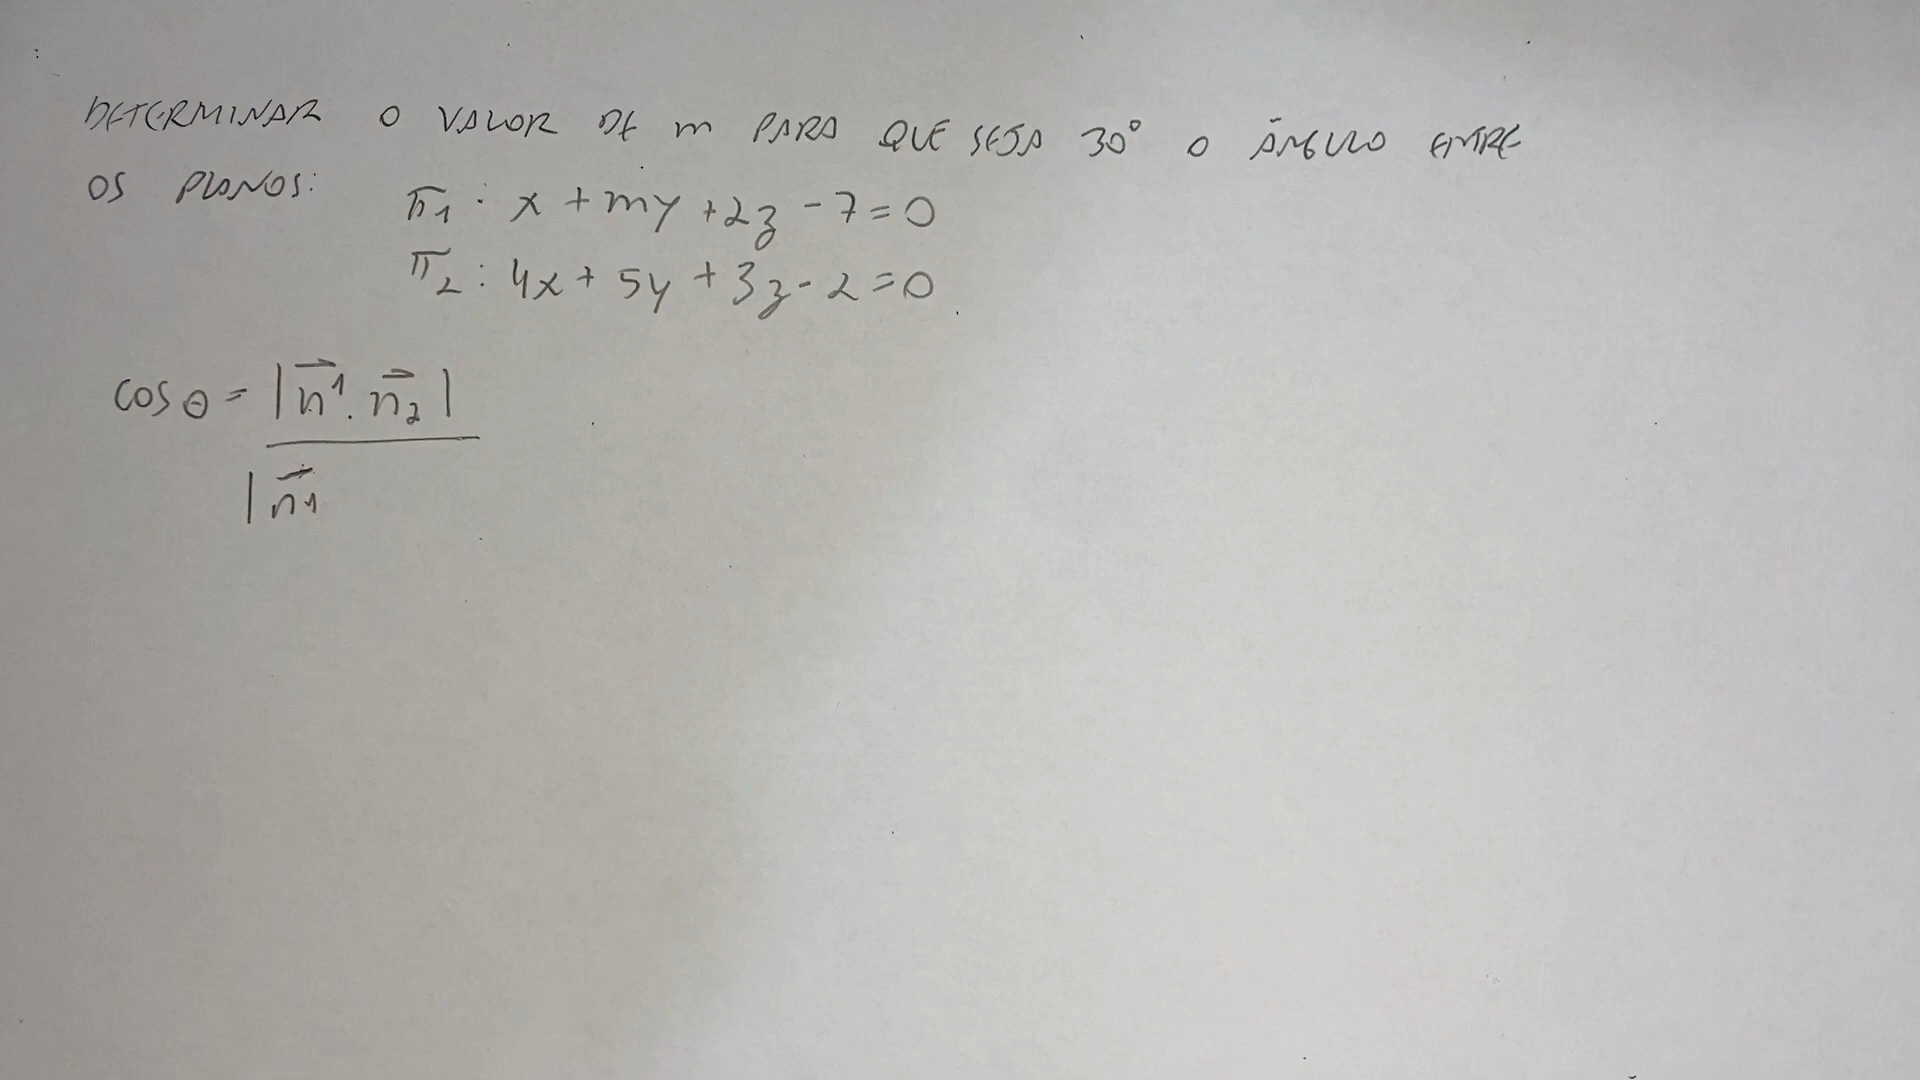 DETERMINAR O VALOR DE m PARA QUE SEJA 30° O ÂNGULO ENTRE
OS PLANOS: π1: x + my + 2z - 7 = 0
π2: 4x + 5y + 3z - 2 = 0
cos θ = |n⃗1 . n⃗2|
|n⃗1